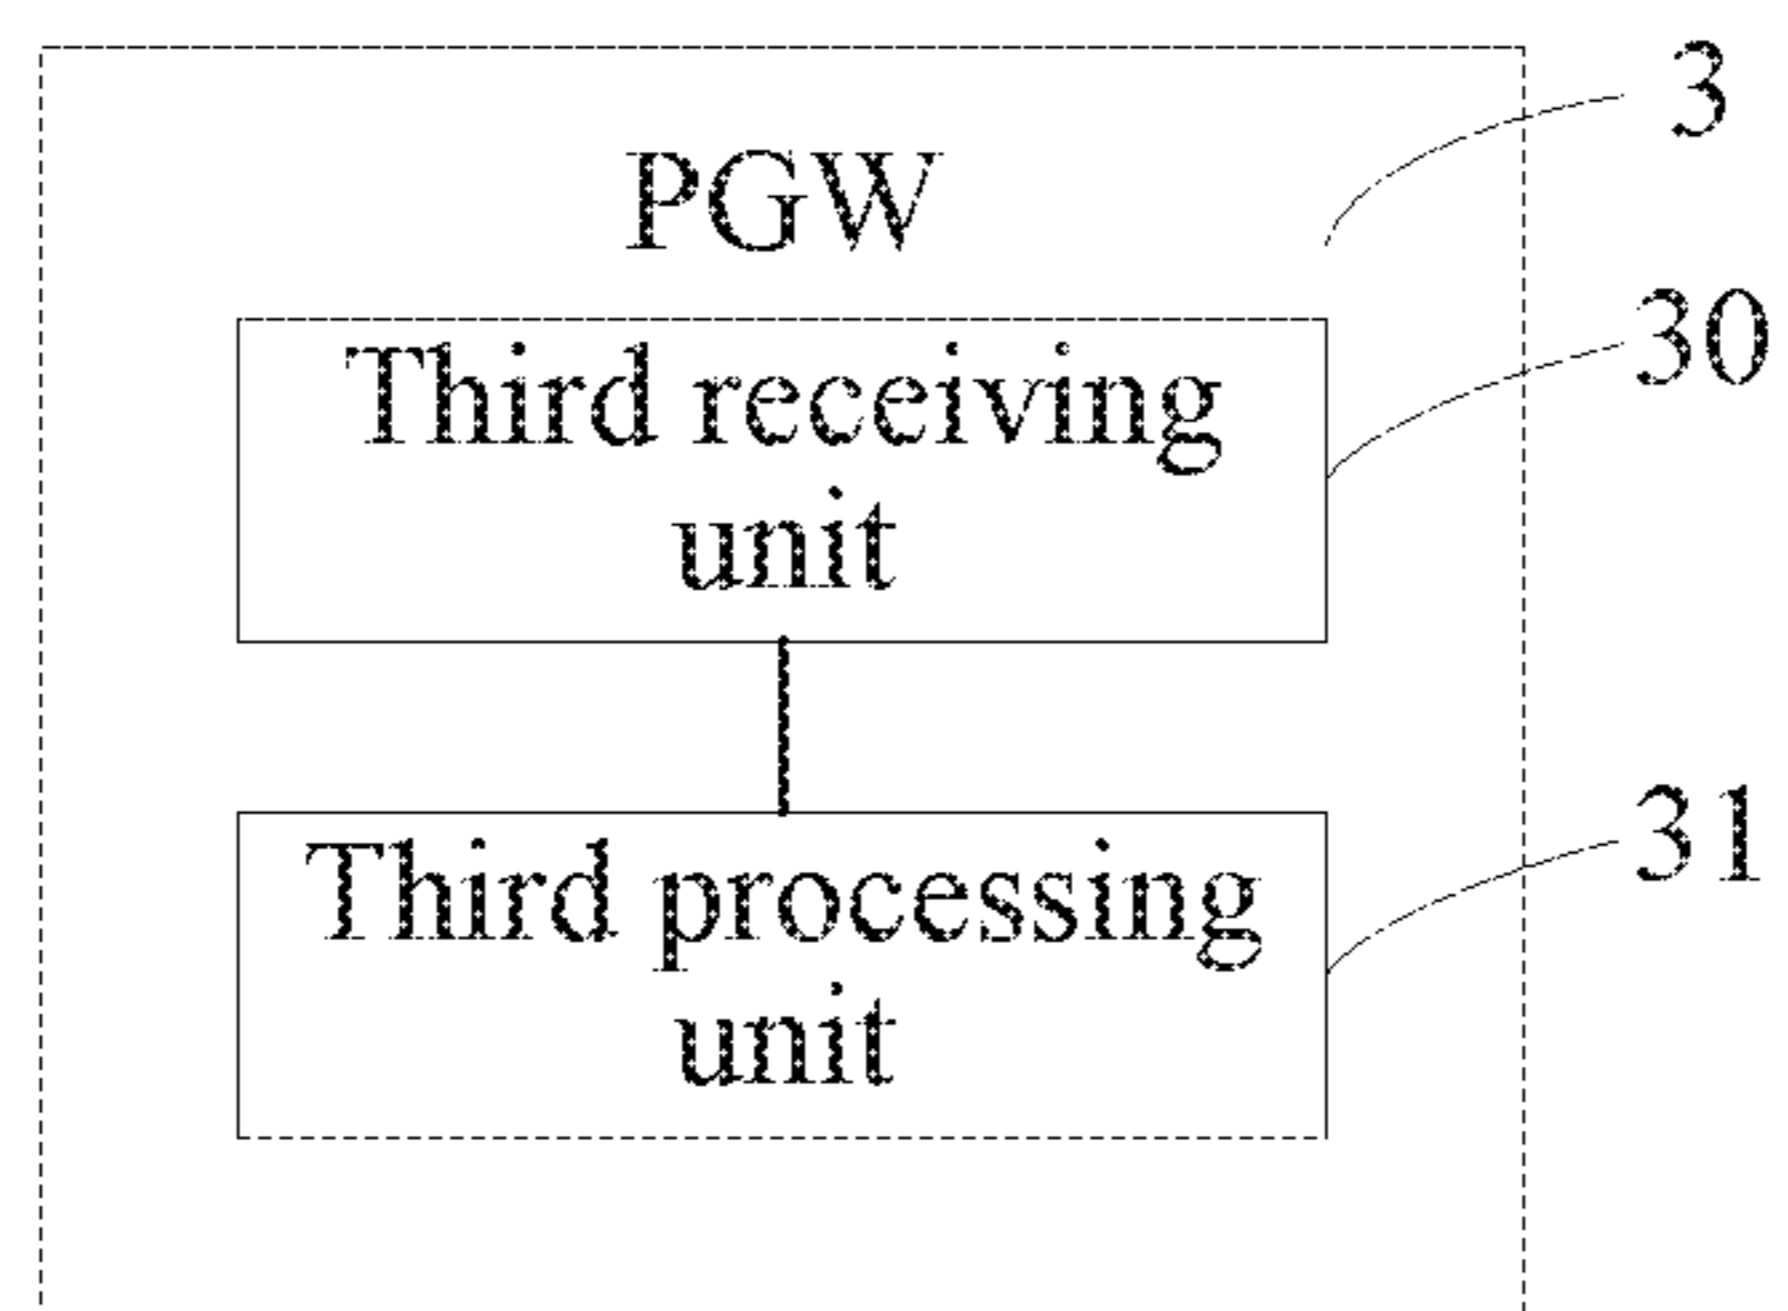 3
PGW
30
Third receiving
unit
31
Third processing
unit